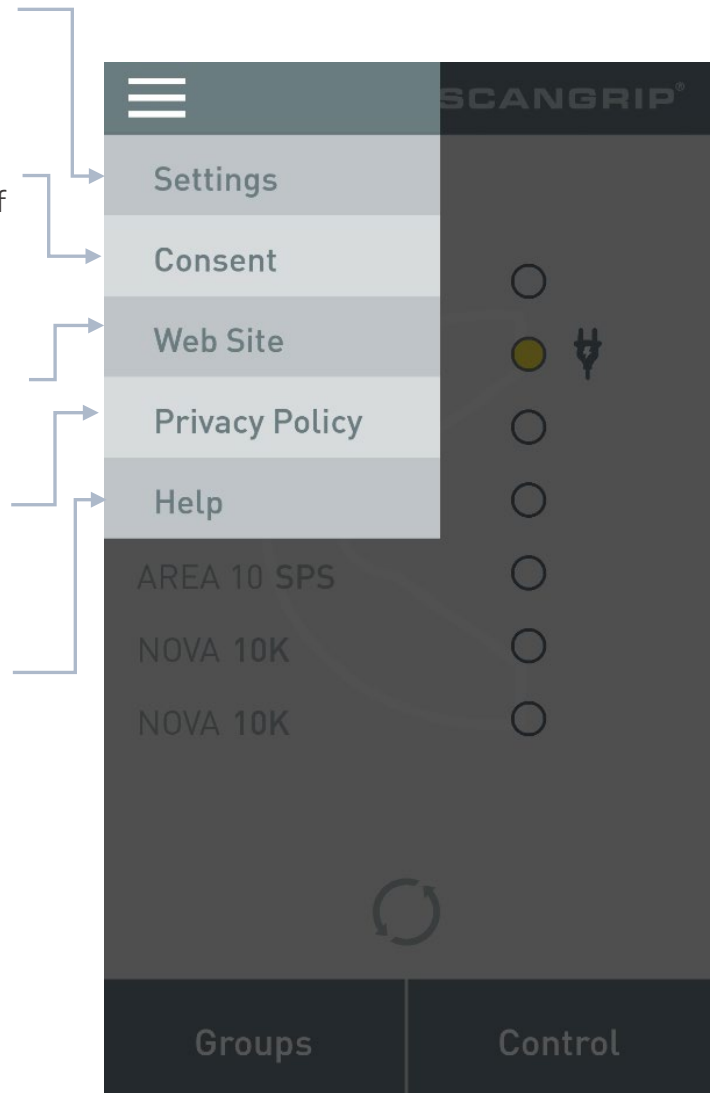 SCANGRIP®
Settings
f
Consent
Web Site
Privacy Policy
Help
AREA 10 SPS
NOVA 10K
NOVA 10K
Groups
Control